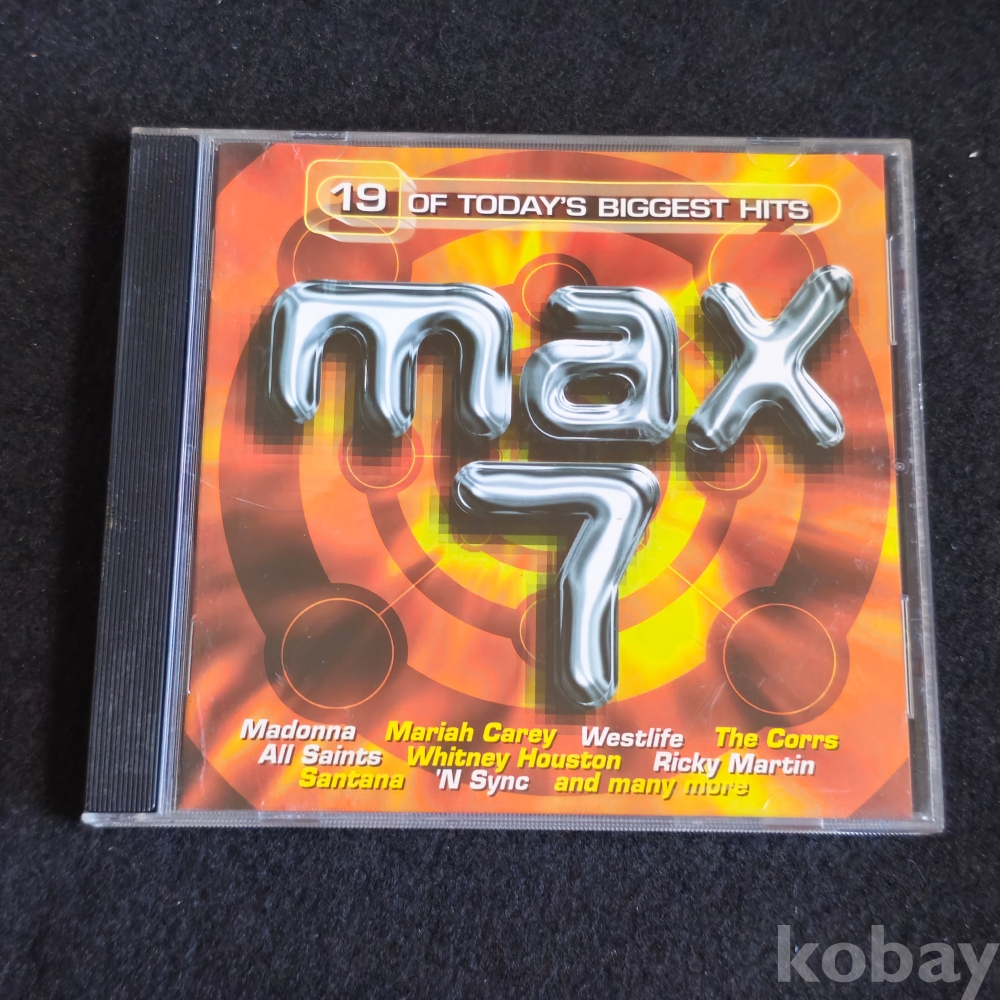 19 OF TODAY'S BIGGEST HITS
max
7
Madonna Mariah Carey Westlife The Corrs
All Saints Whitney Houston Ricky Martin
Santana 'N Sync and many more
kobay